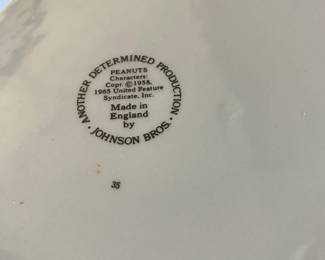 • ANOTHER DETERMINED PRODUCTION •
PEANUTS
Characters:
Copr. ©1958,
1965 United Feature
Syndicate, Inc.
Made in
England
by
JOHNSON BROS.
35